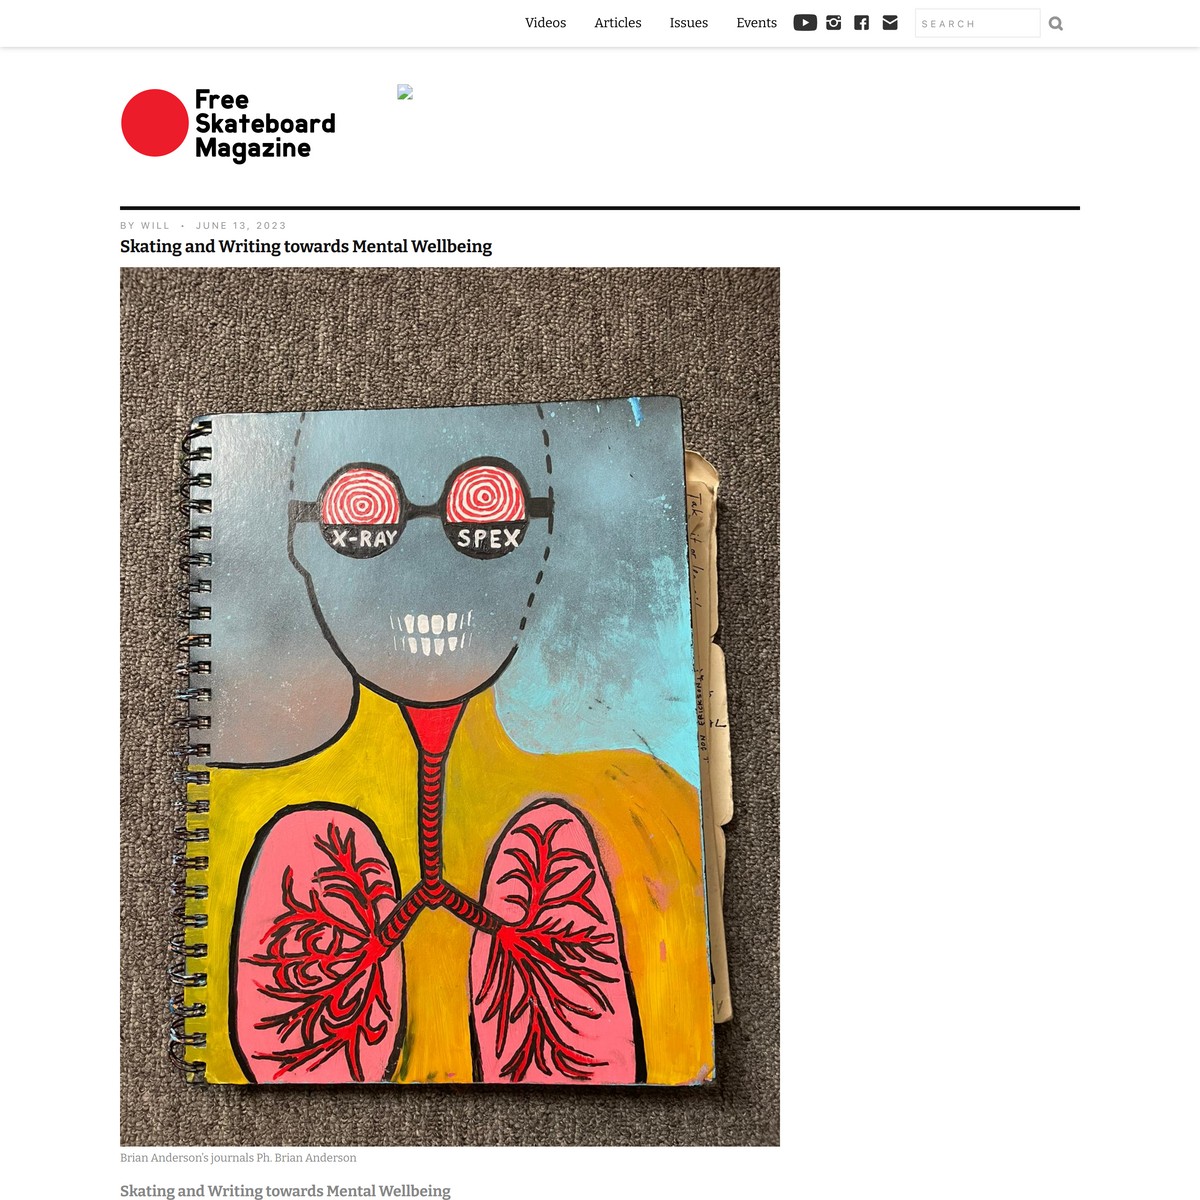 Videos Articles Issues Events SEARCH
Free
Skateboard
Magazine
BY WILL • JUNE 13, 2023
Skating and Writing towards Mental Wellbeing
X-RAY SPEX
Brian Anderson's journals Ph. Brian Anderson
Skating and Writing towards Mental Wellbeing